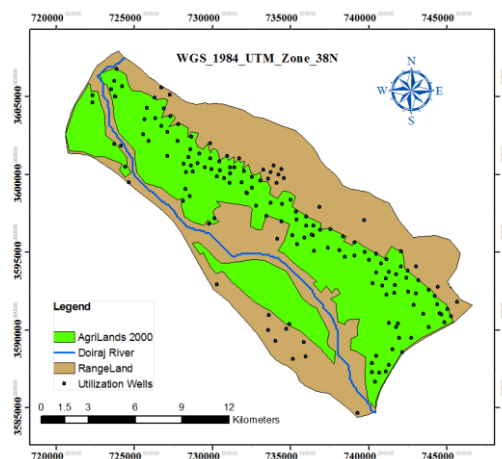 720000 725000 730000 735000 740000 745000
WGS_1984_UTM_Zone_38N
N
W E
S
3605000
3600000
3595000
3590000
3585000
Legend
AgriLands 2000
Doiraj River
RangeLand
Utilization Wells
0 1.5 3 6 9 12
Kilometers
720000 725000 730000 735000 740000 745000